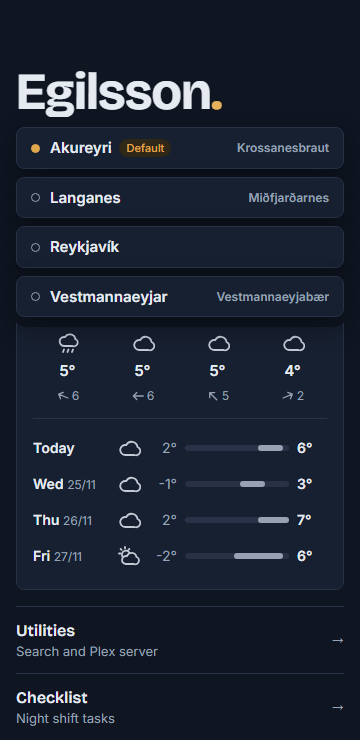 Egilsson.
Akureyri Default Krossanesbraut
Langanes Miðfjarðarnes
Reykjavík
Vestmannaeyjar Vestmannaeyjabær
5° 5° 5° 4°
6 6 5 2
Today 2° 6°
Wed 25/11 -1° 3°
Thu 26/11 2° 7°
Fri 27/11 -2° 6°
Utilities
Search and Plex server →
Checklist
Night shift tasks →